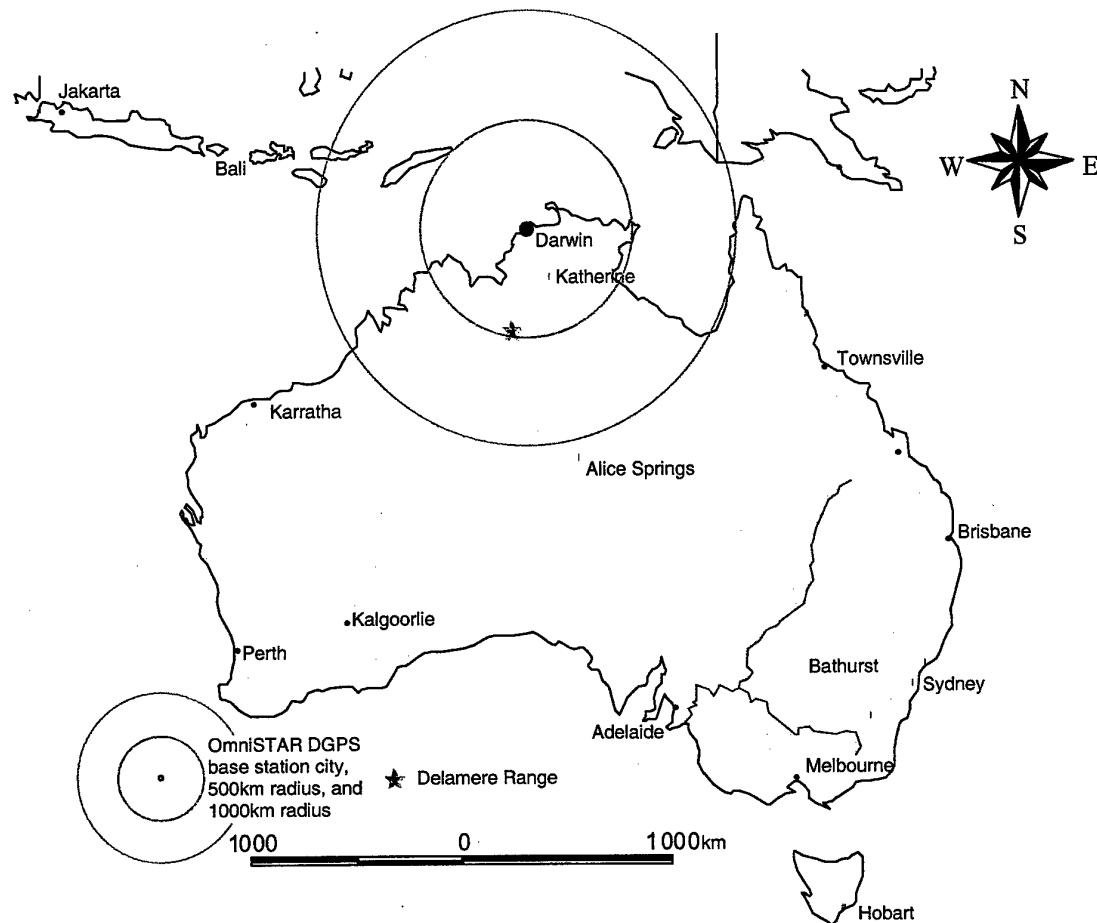 Jakarta
N
Bali
W
E
S
Darwin
Katherine
Townsville
Karratha
Alice Springs
Brisbane
Kalgoorlie
Perth
Bathurst
Sydney
Adelaide
OmniSTAR DGPS
base station city,
500km radius, and
1000km radius
Delamere Range
Melbourne
1000 0 1000km
Hobart